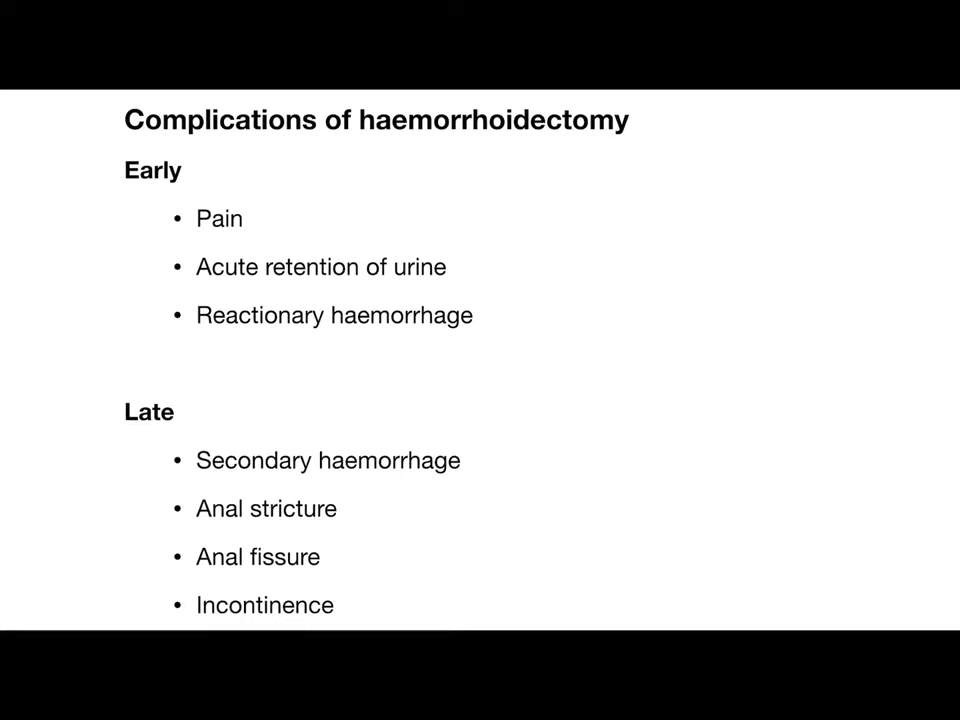 Complications of haemorrhoidectomy
Early
• Pain
• Acute retention of urine
• Reactionary haemorrhage
Late
• Secondary haemorrhage
• Anal stricture
• Anal fissure
• Incontinence